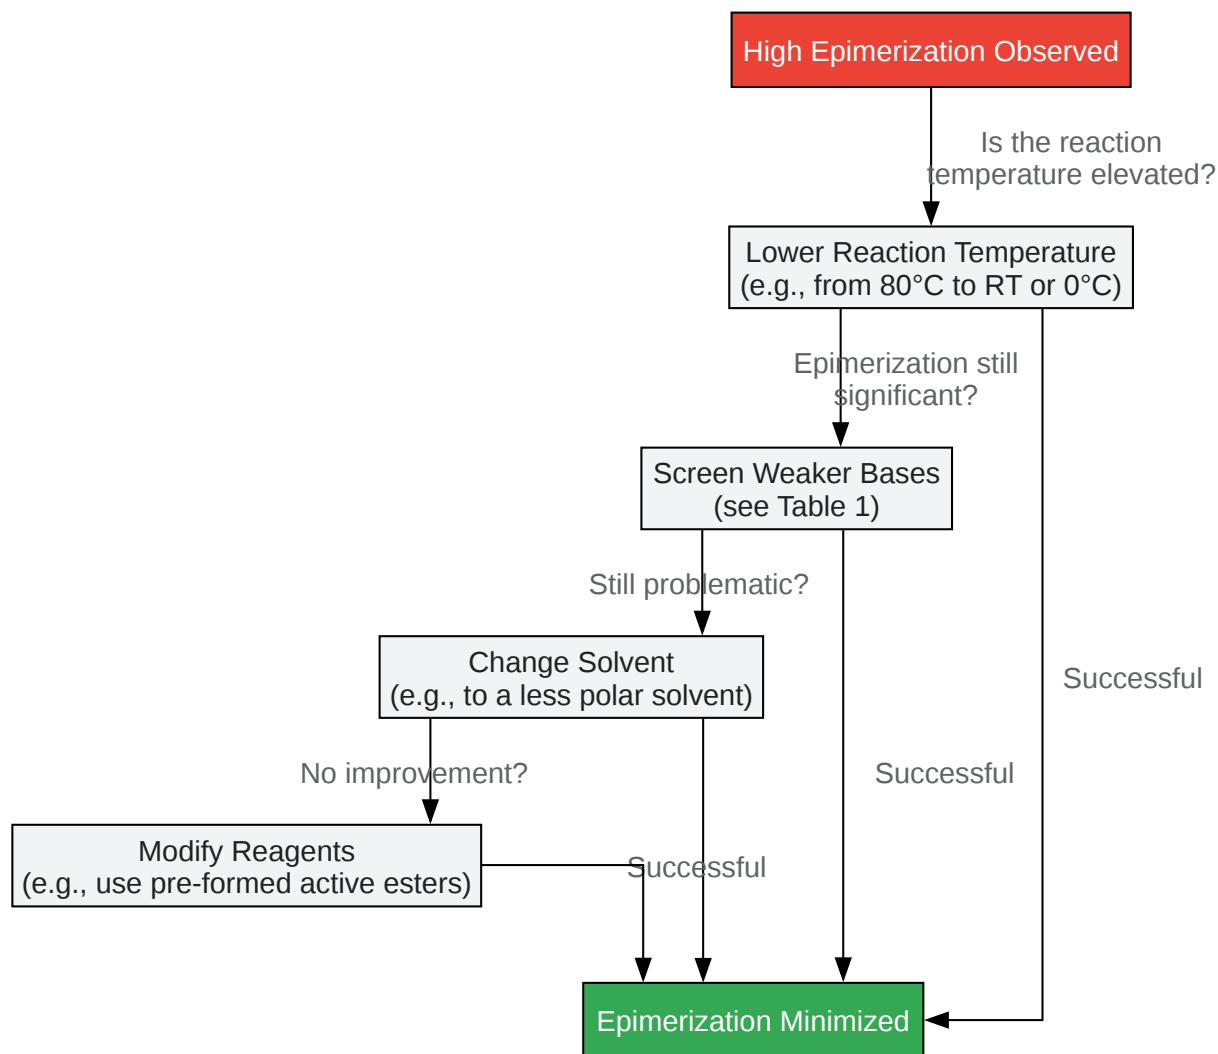 High Epimerization Observed
Is the reaction
temperature elevated?
Lower Reaction Temperature
(e.g., from 80°C to RT or 0°C)
Epimerization still
significant?
Screen Weaker Bases
(see Table 1)
Still problematic?
Change Solvent
(e.g., to a less polar solvent)
Successful
No improvement?
Successful
Modify Reagents
(e.g., use pre-formed active esters)
Successful
Epimerization Minimized